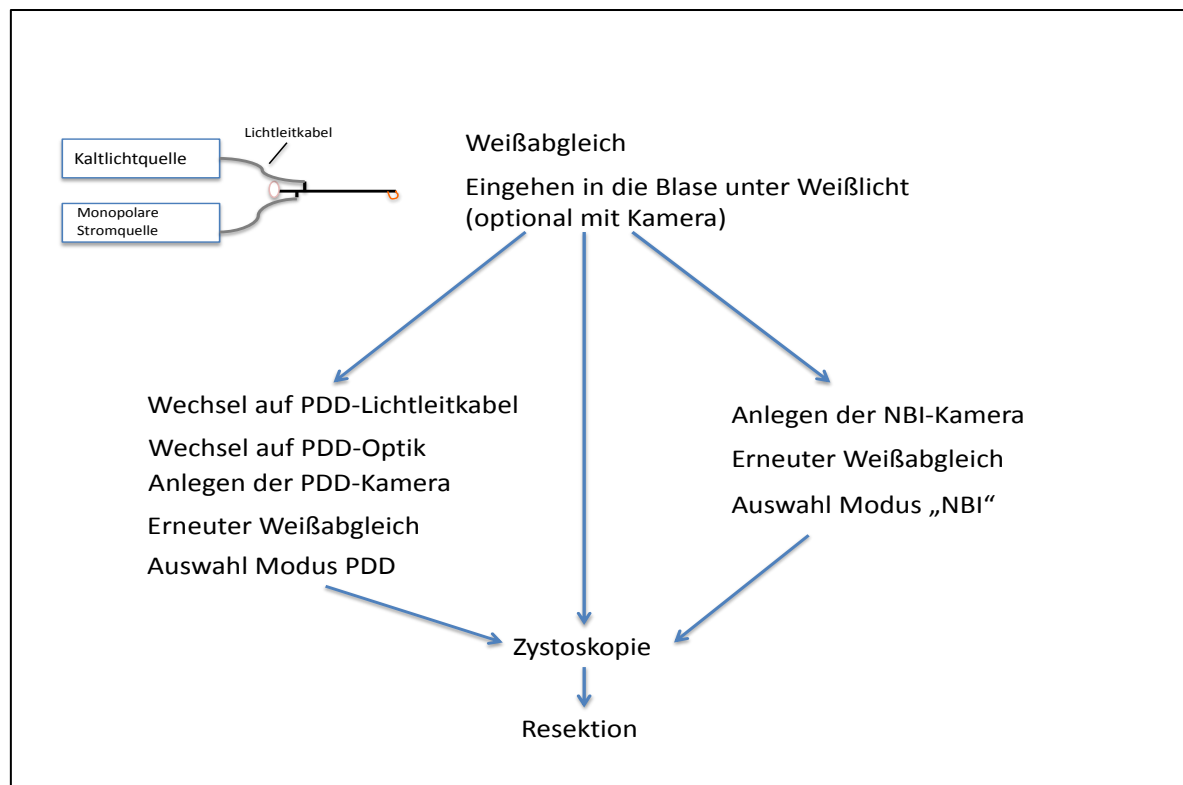 Lichtleitkabel
Kaltlichtquelle
Monopolare
Stromquelle
Weißabgleich
Eingehen in die Blase unter Weißlicht
(optional mit Kamera)
Wechsel auf PDD-Lichtleitkabel
Wechsel auf PDD-Optik
Anlegen der PDD-Kamera
Erneuter Weißabgleich
Auswahl Modus PDD
Anlegen der NBI-Kamera
Erneuter Weißabgleich
Auswahl Modus „NBI“
Zystoskopie
Resektion